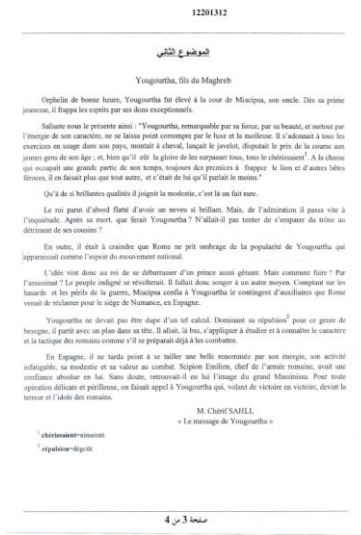 12201312
الموضوع الثاني
Yougourtha, fils du Maghreb
Orphelin de bonne heure, Yougourtha fut élevé à la cour de Miscipsa, son oncle. Dès sa prime
jeunesse, il frappa les esprits par ses dons exceptionnels.
Salluste nous le présente ainsi : "Yougourtha, remarquable par sa force, par sa beauté, et surtout par
l'énergie de son caractère, ne se laissa point corrompre par le luxe et la mollesse. Il s'adonnait à tous les
exercices en usage dans son pays, montait à cheval, lançait le javelot, disputait le prix de la course aux
jeunes gens de son âge ; et, bien qu'il eût la gloire de les surpasser tous, tous le chérissaient¹. A la chasse
qui occupait une grande partie de son temps, toujours des premiers à frapper le lion et d'autres bêtes
féroces, il en faisait plus que tout autre, et c'était de lui qu'il parlait le moins."
Qu'à de si brillantes qualités il joignît la modestie, c'est là un fait rare.
Le roi parut d'abord flatté d'avoir un neveu si brillant. Mais, de l'admiration il passa vite à
l'inquiétude. Après sa mort, que ferait Yougourtha ? N'allait-il pas tenter de s'emparer du trône au
détriment de ses cousins ?
En outre, il était à craindre que Rome ne prit ombrage de la popularité de Yougourtha qui
apparaissait comme l'espoir du mouvement national.
L'idée vint donc au roi de se débarrasser d'un prince aussi gênant. Mais comment faire ? Par
l'assassinat ? Le peuple indigné se révolterait. Il fallait donc songer à un autre moyen. Comptant sur les
hasards et les périls de la guerre, Miscipsa confia à Yougourtha le contingent d'auxiliaires que Rome
venait de réclamer pour le siège de Numance, en Espagne.
Yougourtha ne devait pas être dupe d'un tel calcul. Dominant sa répulsion² pour ce genre de
besogne, il partit avec un plan dans sa tête. Il allait, là bas, s'appliquer à étudier et à connaître le caractère
et la tactique des romains comme s'il se préparait déjà à les combattre.
En Espagne, il ne tarda point à se tailler une belle renommée par son énergie, son activité
infatigable, sa modestie et sa valeur au combat. Scipion Emilien, chef de l'armée romaine, avait une
confiance absolue en lui. Sans doute, retrouvait-il en lui l'image du grand Massinissa. Pour toute
opération délicate et périlleuse, on faisait appel à Yougourtha qui, volant de victoire en victoire, devint la
terreur et l'idole des romains.
M. Chérif SAHLI,
« Le message de Yougourtha »
¹ chérissaient=aimaient.
² répulsion=dégoût.
صفحة 3 من 4